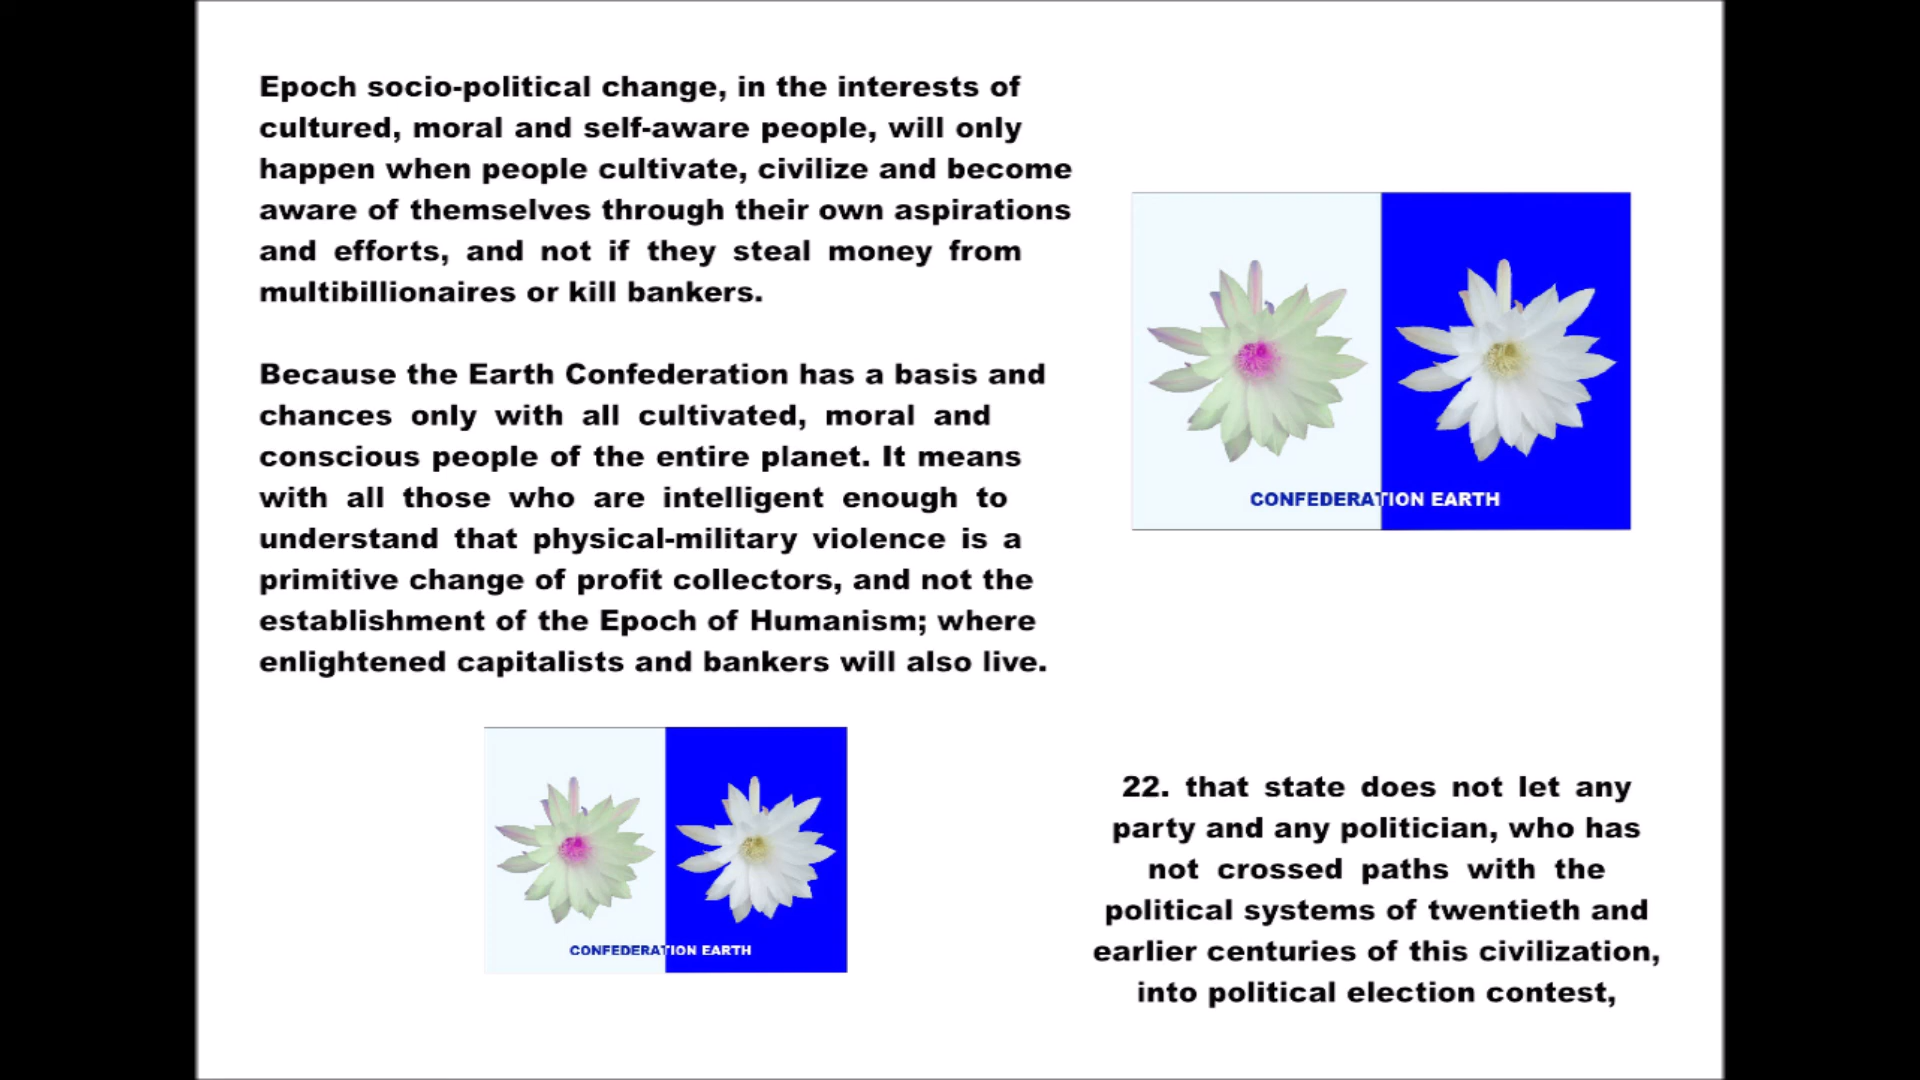 Epoch socio-political change, in the interests of
cultured, moral and self-aware people, will only
happen when people cultivate, civilize and become
aware of themselves through their own aspirations
and efforts, and not if they steal money from
multibillionaires or kill bankers.
Because the Earth Confederation has a basis and
chances only with all cultivated, moral and
conscious people of the entire planet. It means
with all those who are intelligent enough to
understand that physical-military violence is a
primitive change of profit collectors, and not the
establishment of the Epoch of Humanism; where
enlightened capitalists and bankers will also live.
CONFEDERATION EARTH
CONFEDERATION EARTH
22. that state does not let any
party and any politician, who has
not crossed paths with the
political systems of twentieth and
earlier centuries of this civilization,
into political election contest,